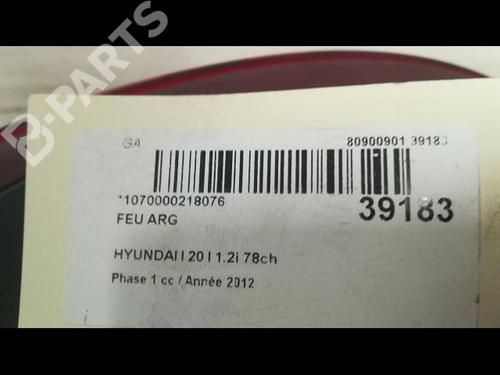 B-PARTS
GA 80900901 39183
*1070000218076
39183
FEU ARG
HYUNDAI I 20 I 1.2i 78ch
Phase 1 cc / Année 2012